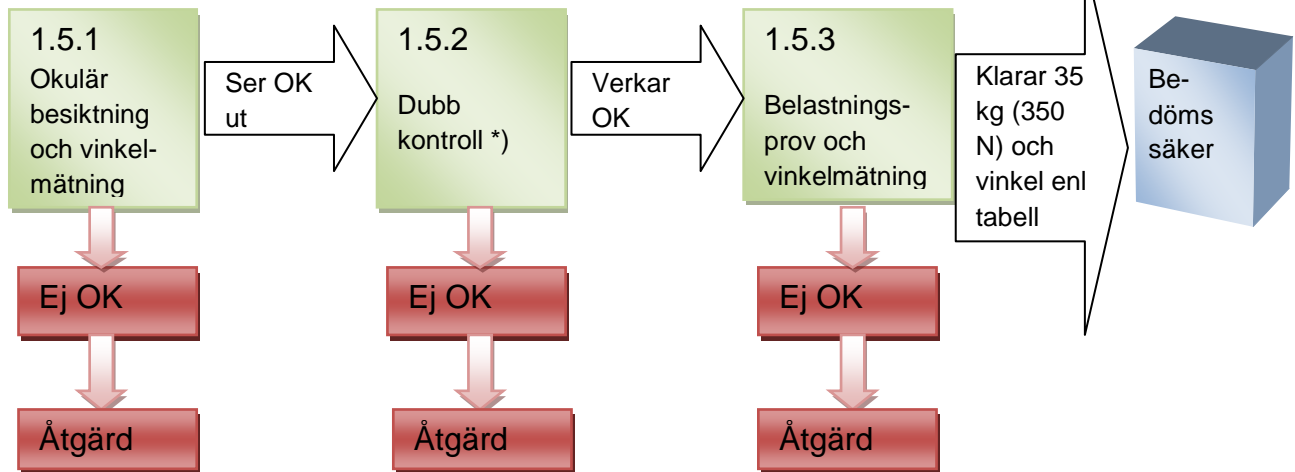 1.5.1
Okulär
besiktning
och vinkel-
mätning
Ser OK
ut
1.5.2
Dubb
kontroll *)
Verkar
OK
1.5.3
Belastnings-
prov och
vinkelmätning
Klarar 35
kg (350
N) och
vinkel enl
tabell
Be-
döms
säker
Ej OK
Ej OK
Ej OK
Åtgärd
Åtgärd
Åtgärd